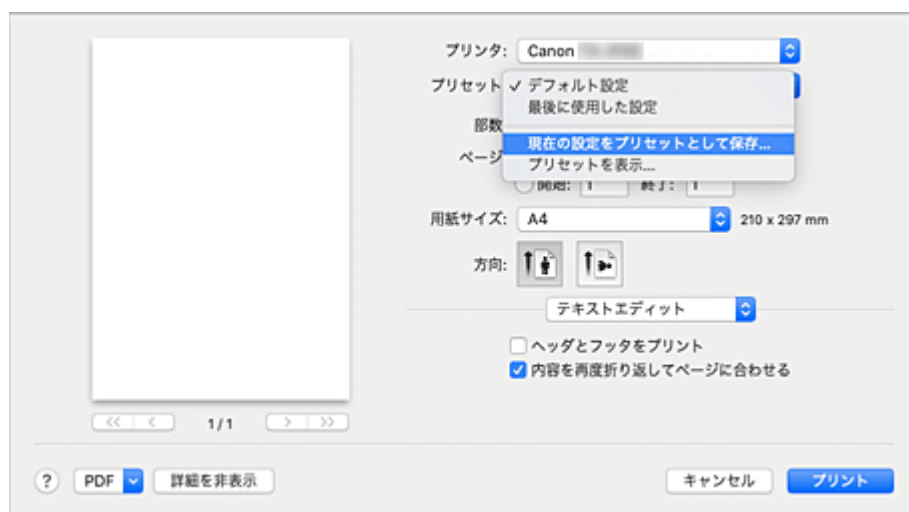 プリンタ: Canon
プリセット ✓ デフォルト設定
最後に使用した設定
現在の設定をプリセットとして保存...
プリセットを表示...
部数
ページ
開始: 1 終了: 1
用紙サイズ: A4 210 x 297 mm
方向:
テキストエディット
ヘッダとフッタをプリント
内容を再度折り返してページに合わせる
<< < 1/1 > >>
? PDF 詳細を非表示 キャンセル プリント